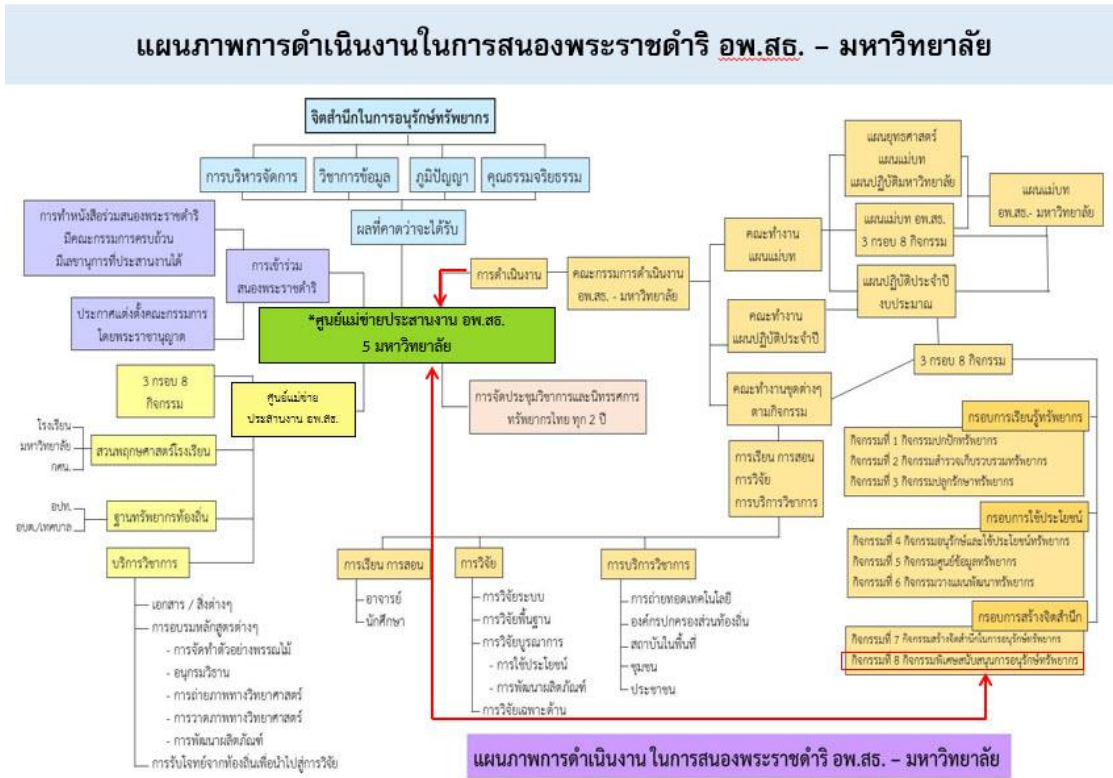 แผนภาพการดำเนินงานในการสนองพระราชดำริ อพ.สธ. – มหาวิทยาลัย
จิตสำนึกในการอนุรักษ์ทรัพยากร
การบริหารจัดการ
วิชาการข้อมูล
ภูมิปัญญา
คุณธรรมจริยธรรม
ผลที่คาดว่าจะได้รับ
การทำหนังสือร่วมสนองพระราชดำริ
มีคณะกรรมการครบถ้วน
มีเลขานุการที่ประสานงานได้
การเข้าร่วม
สนองพระราชดำริ
ประกาศแต่งตั้งคณะกรรมการ
โดยพระราชานุญาต
*ศูนย์แม่ข่ายประสานงาน อพ.สธ.
5 มหาวิทยาลัย
การดำเนินงาน
คณะกรรมการดำเนินงาน
อพ.สธ. - มหาวิทยาลัย
คณะทำงาน
แผนแม่บท
แผนยุทธศาสตร์
แผนแม่บท
แผนปฏิบัติมหาวิทยาลัย
แผนแม่บท อพ.สธ.
3 กรอบ 8 กิจกรรม
แผนแม่บท
อพ.สธ.- มหาวิทยาลัย
แผนปฏิบัติประจำปี
งบประมาณ
คณะทำงาน
แผนปฏิบัติประจำปี
คณะทำงานชุดต่างๆ
ตามกิจกรรม
3 กรอบ 8 กิจกรรม
3 กรอบ 8
กิจกรรม
ศูนย์แม่ข่าย
ประสานงาน อพ.สธ.
การจัดประชุมวิชาการและนิทรรศการ
ทรัพยากรไทย ทุก 2 ปี
โรงเรียน
มหาวิทยาลัย
กศน.
สวนพฤกษศาสตร์โรงเรียน
อปท.
อบต./เทศบาล
ฐานทรัพยากรท้องถิ่น
บริการวิชาการ
เอกสาร / สิ่งต่างๆ
การอบรมหลักสูตรต่างๆ
- การจัดทำตัวอย่างพรรณไม้
- อนุกรมวิธาน
- การถ่ายภาพทางวิทยาศาสตร์
- การวาดภาพทางวิทยาศาสตร์
- การพัฒนาผลิตภัณฑ์
การรับโจทย์จากท้องถิ่นเพื่อนำไปสู่การวิจัย
การเรียน การสอน
การวิจัย
การบริการวิชาการ
การเรียน การสอน
อาจารย์
นักศึกษา
การวิจัย
การวิจัยระบบ
การวิจัยพื้นฐาน
การวิจัยบูรณาการ
- การใช้ประโยชน์
- การพัฒนาผลิตภัณฑ์
การวิจัยเฉพาะด้าน
การบริการวิชาการ
การถ่ายทอดเทคโนโลยี
องค์กรปกครองส่วนท้องถิ่น
สถาบันในพื้นที่
ชุมชน
ประชาชน
กรอบการเรียนรู้ทรัพยากร
กิจกรรมที่ 1 กิจกรรมปกปักทรัพยากร
กิจกรรมที่ 2 กิจกรรมสำรวจเก็บรวบรวมทรัพยากร
กิจกรรมที่ 3 กิจกรรมปลูกรักษาทรัพยากร
กรอบการใช้ประโยชน์
กิจกรรมที่ 4 กิจกรรมอนุรักษ์และใช้ประโยชน์ทรัพยากร
กิจกรรมที่ 5 กิจกรรมศูนย์ข้อมูลทรัพยากร
กิจกรรมที่ 6 กิจกรรมวางแผนพัฒนาทรัพยากร
กรอบการสร้างจิตสำนึก
กิจกรรมที่ 7 กิจกรรมสร้างจิตสำนึกในการอนุรักษ์ทรัพยากร
กิจกรรมที่ 8 กิจกรรมพิเศษสนับสนุนการอนุรักษ์ทรัพยากร
แผนภาพการดำเนินงาน ในการสนองพระราชดำริ อพ.สธ. – มหาวิทยาลัย